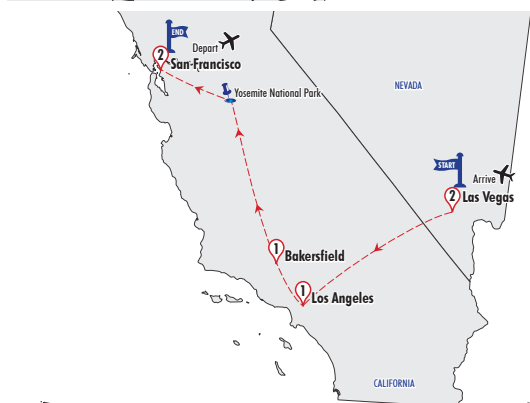 END
Depart
2
San-Francisco
Yosemite National Park
NEVADA
START
Arrive
2
Las Vegas
1
Bakersfield
1
Los Angeles
CALIFORNIA